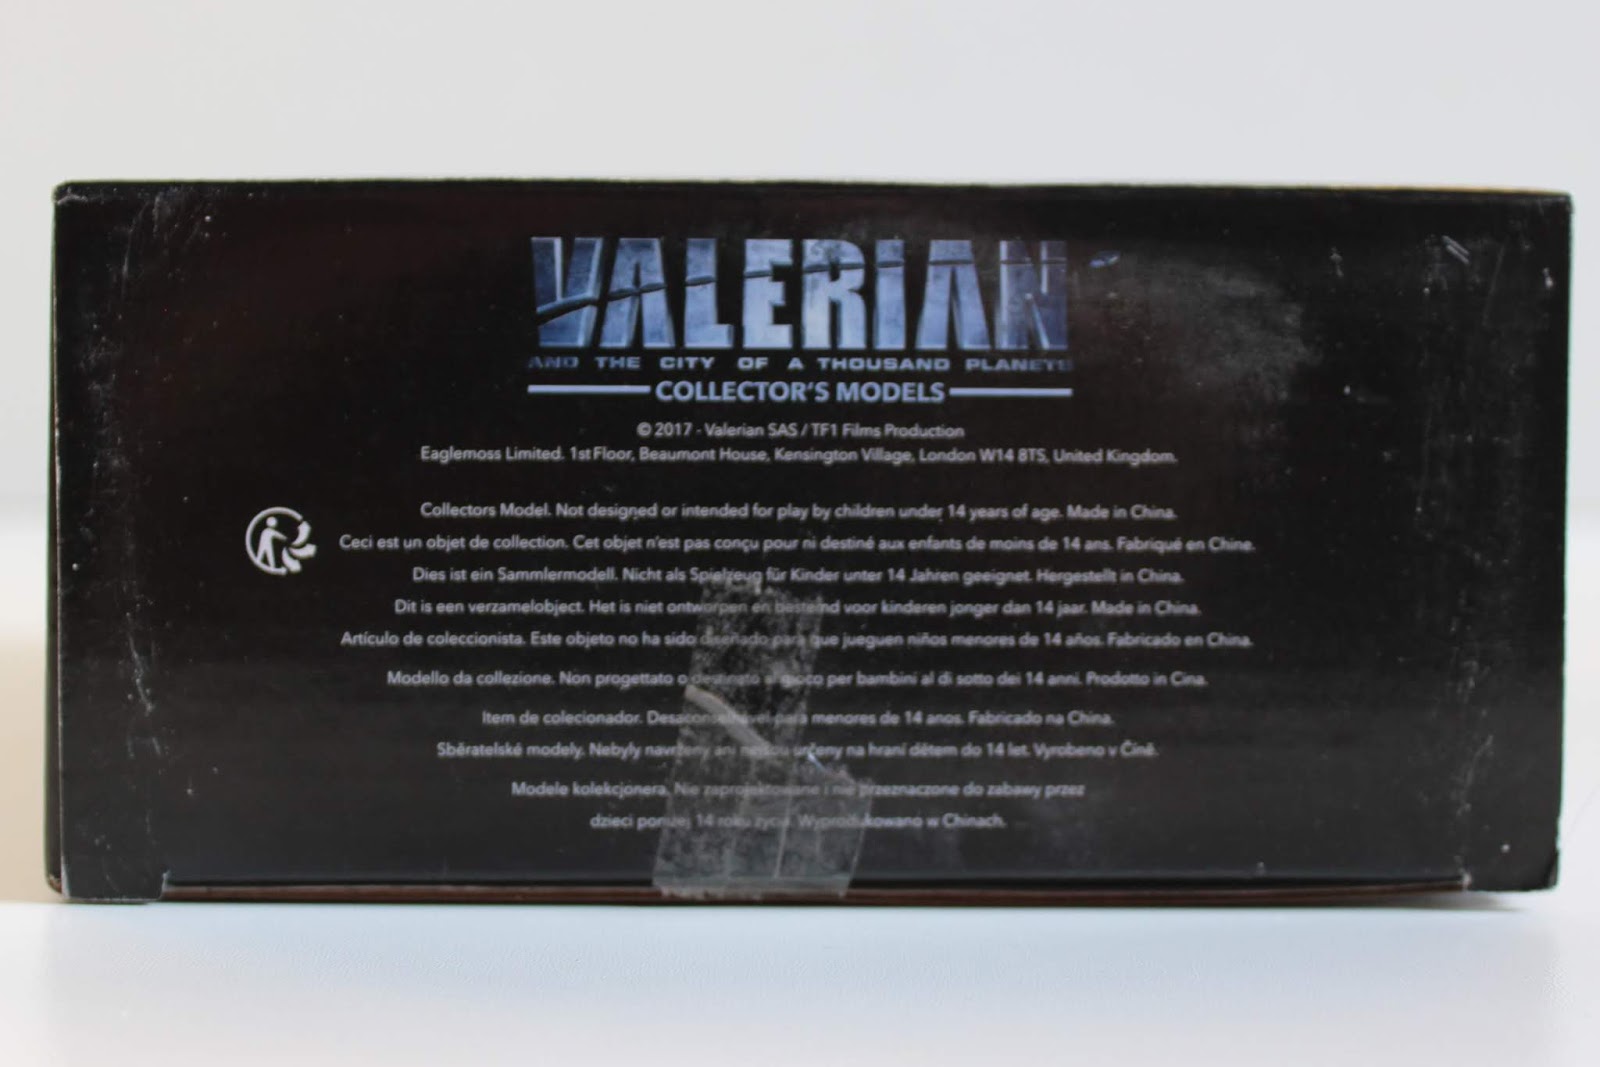 VALERIAN
AND THE CITY OF A THOUSAND PLANETS
COLLECTOR'S MODELS
© 2017 - Valerian SAS / TF1 Films Production
Eaglemoss Limited. 1st Floor, Beaumont House, Kensington Village, London W14 8TS, United Kingdom.
Collectors Model. Not designed or intended for play by children under 14 years of age. Made in China.
Ceci est un objet de collection. Cet objet n'est pas conçu pour ni destiné aux enfants de moins de 14 ans. Fabriqué en Chine.
Dies ist ein Sammlermodell. Nicht als Spielzeug für Kinder unter 14 Jahren geeignet. Hergestellt in China.
Dit is een verzamelobject. Het is niet ontworpen en bestemd voor kinderen jonger dan 14 jaar. Made in China.
Artículo de coleccionista. Este objeto no ha sido diseñado para que jueguen niños menores de 14 años. Fabricado en China.
Modello da collezione. Non progettato o destinato al gioco per bambini al di sotto dei 14 anni. Prodotto in Cina.
Item de colecionador. Desaconselhável para menores de 14 anos. Fabricado na China.
Sběratelské modely. Nebyly navrženy ani nejsou určeny na hraní dětem do 14 let. Vyrobeno v Číně.
Modele kolekcjonera. Nie zaprojektowane i nie przeznaczone do zabawy przez
dzieci poniżej 14 roku życia. Wyprodukowano w Chinach.